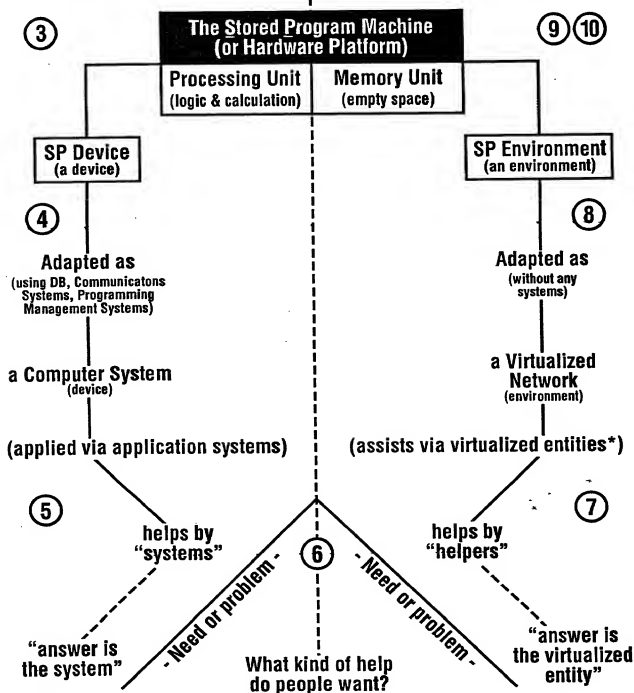 ③
The Stored Program Machine
(or Hardware Platform)
⑨ ⑩
Processing Unit
(logic & calculation)
Memory Unit
(empty space)
SP Device
(a device)
SP Environment
(an environment)
④
⑧
Adapted as
(using DB, Communicatons
Systems, Programming
Management Systems)
Adapted as
(without any
systems)
a Computer System
(device)
a Virtualized
Network
(environment)
(applied via application systems)
(assists via virtualized entities*)
⑤
⑦
helps by
"systems"
⑥
helps by
"helpers"
- Need or problem -
- Need or problem -
"answer is
the system"
What kind of help
do people want?
"answer is
the virtualized
entity"